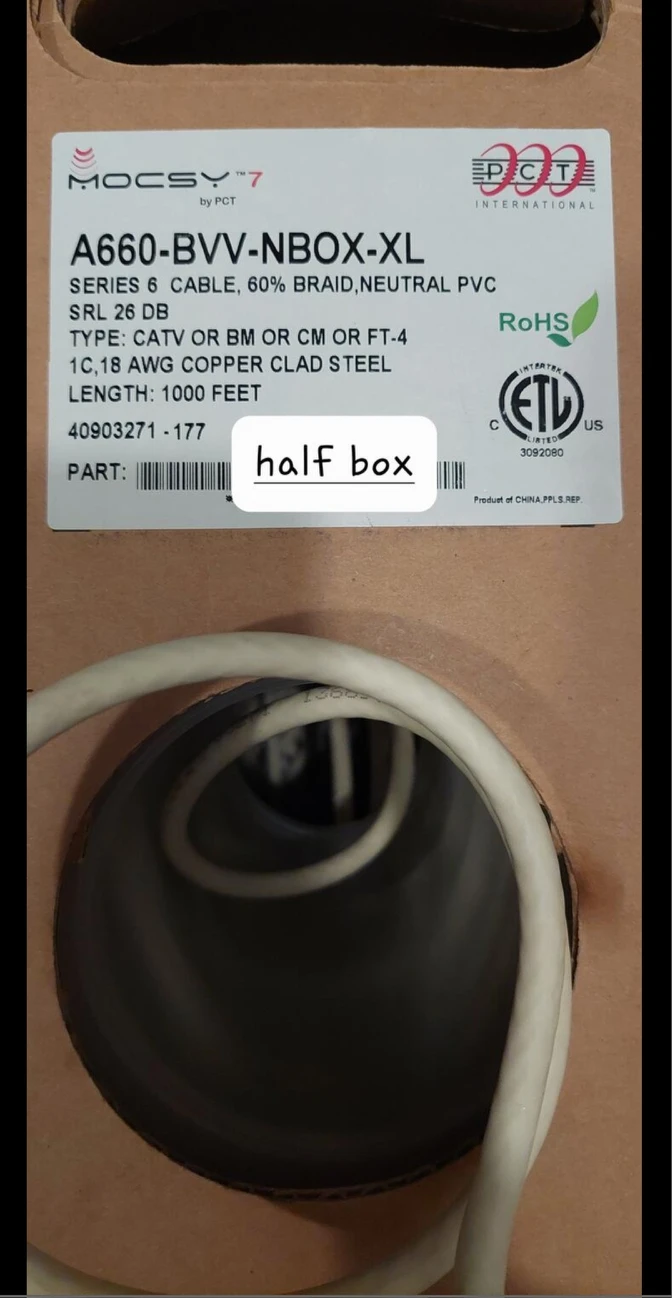 MOCSY™7
by PCT
PCT
INTERNATIONAL
A660-BVV-NBOX-XL
SERIES 6 CABLE, 60% BRAID,NEUTRAL PVC
SRL 26 DB
RoHS
TYPE: CATV OR BM OR CM OR FT-4
1C,18 AWG COPPER CLAD STEEL
LENGTH: 1000 FEET
INTERTEK
ETL
C US
LISTED
3092080
40903271 -177
half box
PART:
Product of CHINA,PPLS.REP.